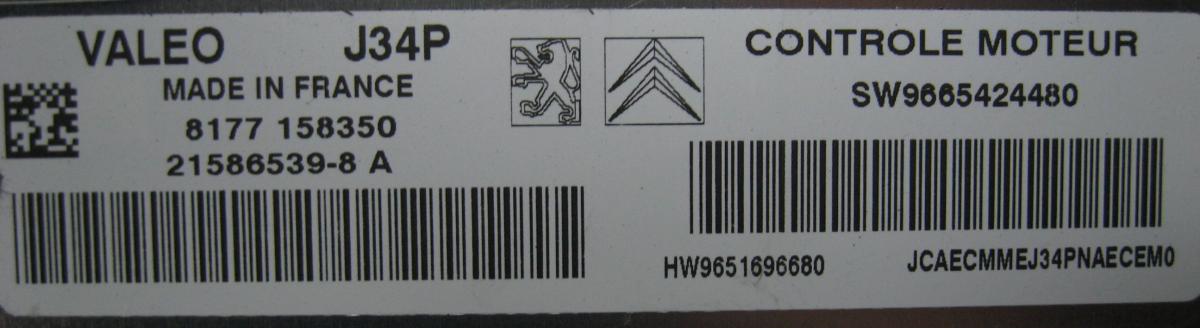 VALEO J34P
MADE IN FRANCE
8177 158350
21586539-8 A
CONTROLE MOTEUR
SW9665424480
HW9651696680 JCAECMMEJ34PNAECEM0